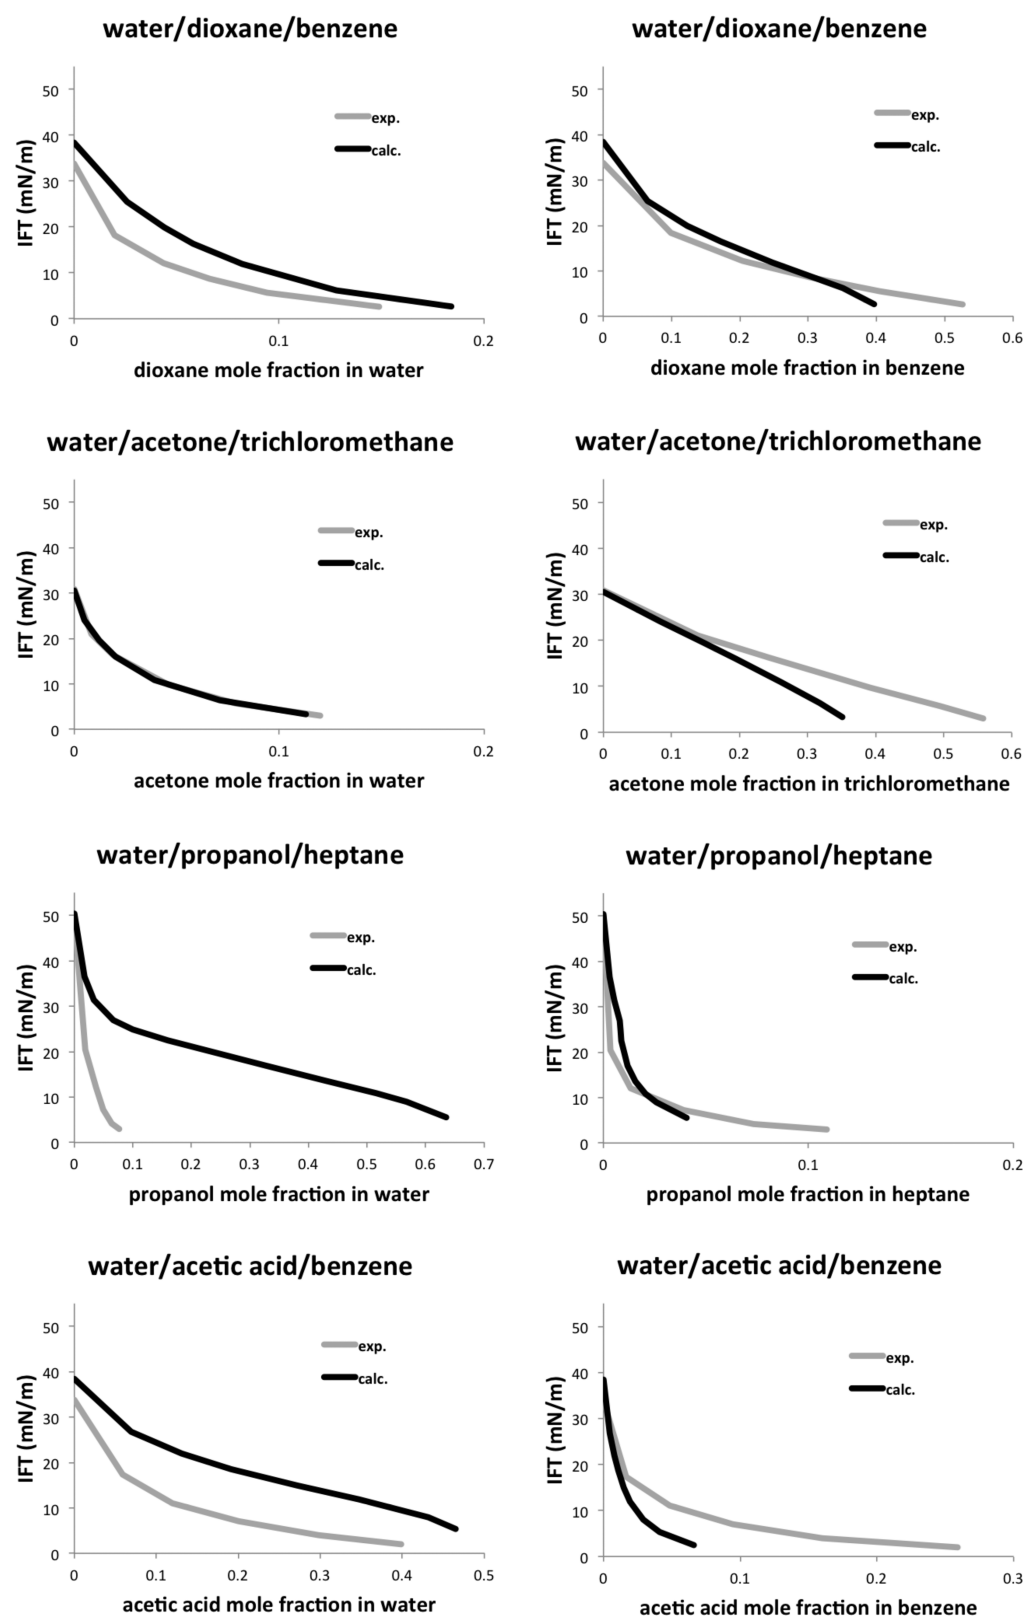 water/dioxane/benzene
50
40
30
20
10
0
IFT (mN/m)
exp.
calc.
0 0.1 0.2
dioxane mole fraction in water
water/dioxane/benzene
50
40
30
20
10
0
IFT (mN/m)
exp.
calc.
0 0.1 0.2 0.3 0.4 0.5 0.6
dioxane mole fraction in benzene
water/acetone/trichloromethane
50
40
30
20
10
0
IFT (mN/m)
exp.
calc.
0 0.1 0.2
acetone mole fraction in water
water/acetone/trichloromethane
50
40
30
20
10
0
IFT (mN/m)
exp.
calc.
0 0.1 0.2 0.3 0.4 0.5 0.6
acetone mole fraction in trichloromethane
water/propanol/heptane
50
40
30
20
10
0
IFT (mN/m)
exp.
calc.
0 0.1 0.2 0.3 0.4 0.5 0.6 0.7
propanol mole fraction in water
water/propanol/heptane
50
40
30
20
10
0
IFT (mN/m)
exp.
calc.
0 0.1 0.2
propanol mole fraction in heptane
water/acetic acid/benzene
50
40
30
20
10
0
IFT (mN/m)
exp.
calc.
0 0.1 0.2 0.3 0.4 0.5
acetic acid mole fraction in water
water/acetic acid/benzene
50
40
30
20
10
0
IFT (mN/m)
exp.
calc.
0 0.1 0.2 0.3
acetic acid mole fraction in benzene